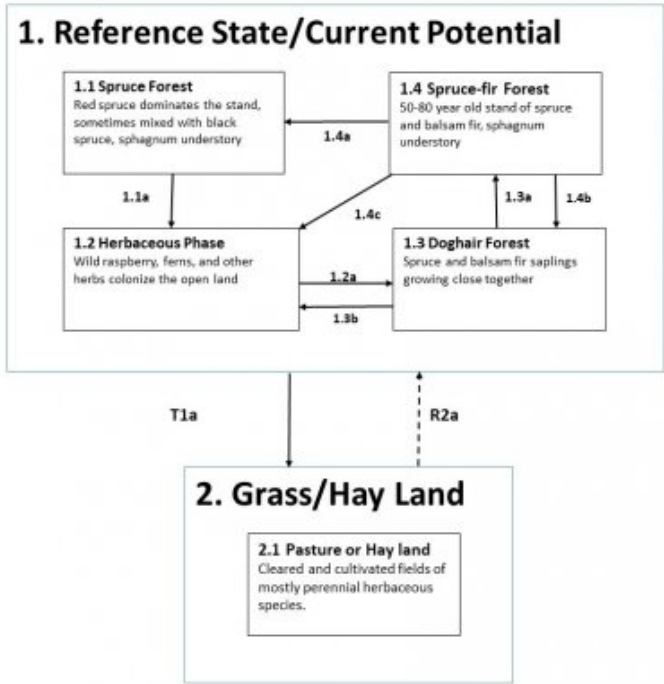 1. Reference State/Current Potential
1.1 Spruce Forest
Red spruce dominates the stand,
sometimes mixed with black
spruce, sphagnum understory
1.4 Spruce-fir Forest
50-80 year old stand of spruce
and balsam fir, sphagnum
understory
1.4a
1.1a
1.4c
1.3a
1.4b
1.2 Herbaceous Phase
Wild raspberry, ferns, and other
herbs colonize the open land
1.3 Doghair Forest
Spruce and balsam fir saplings
growing close together
1.2a
1.3b
T1a
R2a
2. Grass/Hay Land
2.1 Pasture or Hay land
Cleared and cultivated fields of
mostly perennial herbaceous
species.